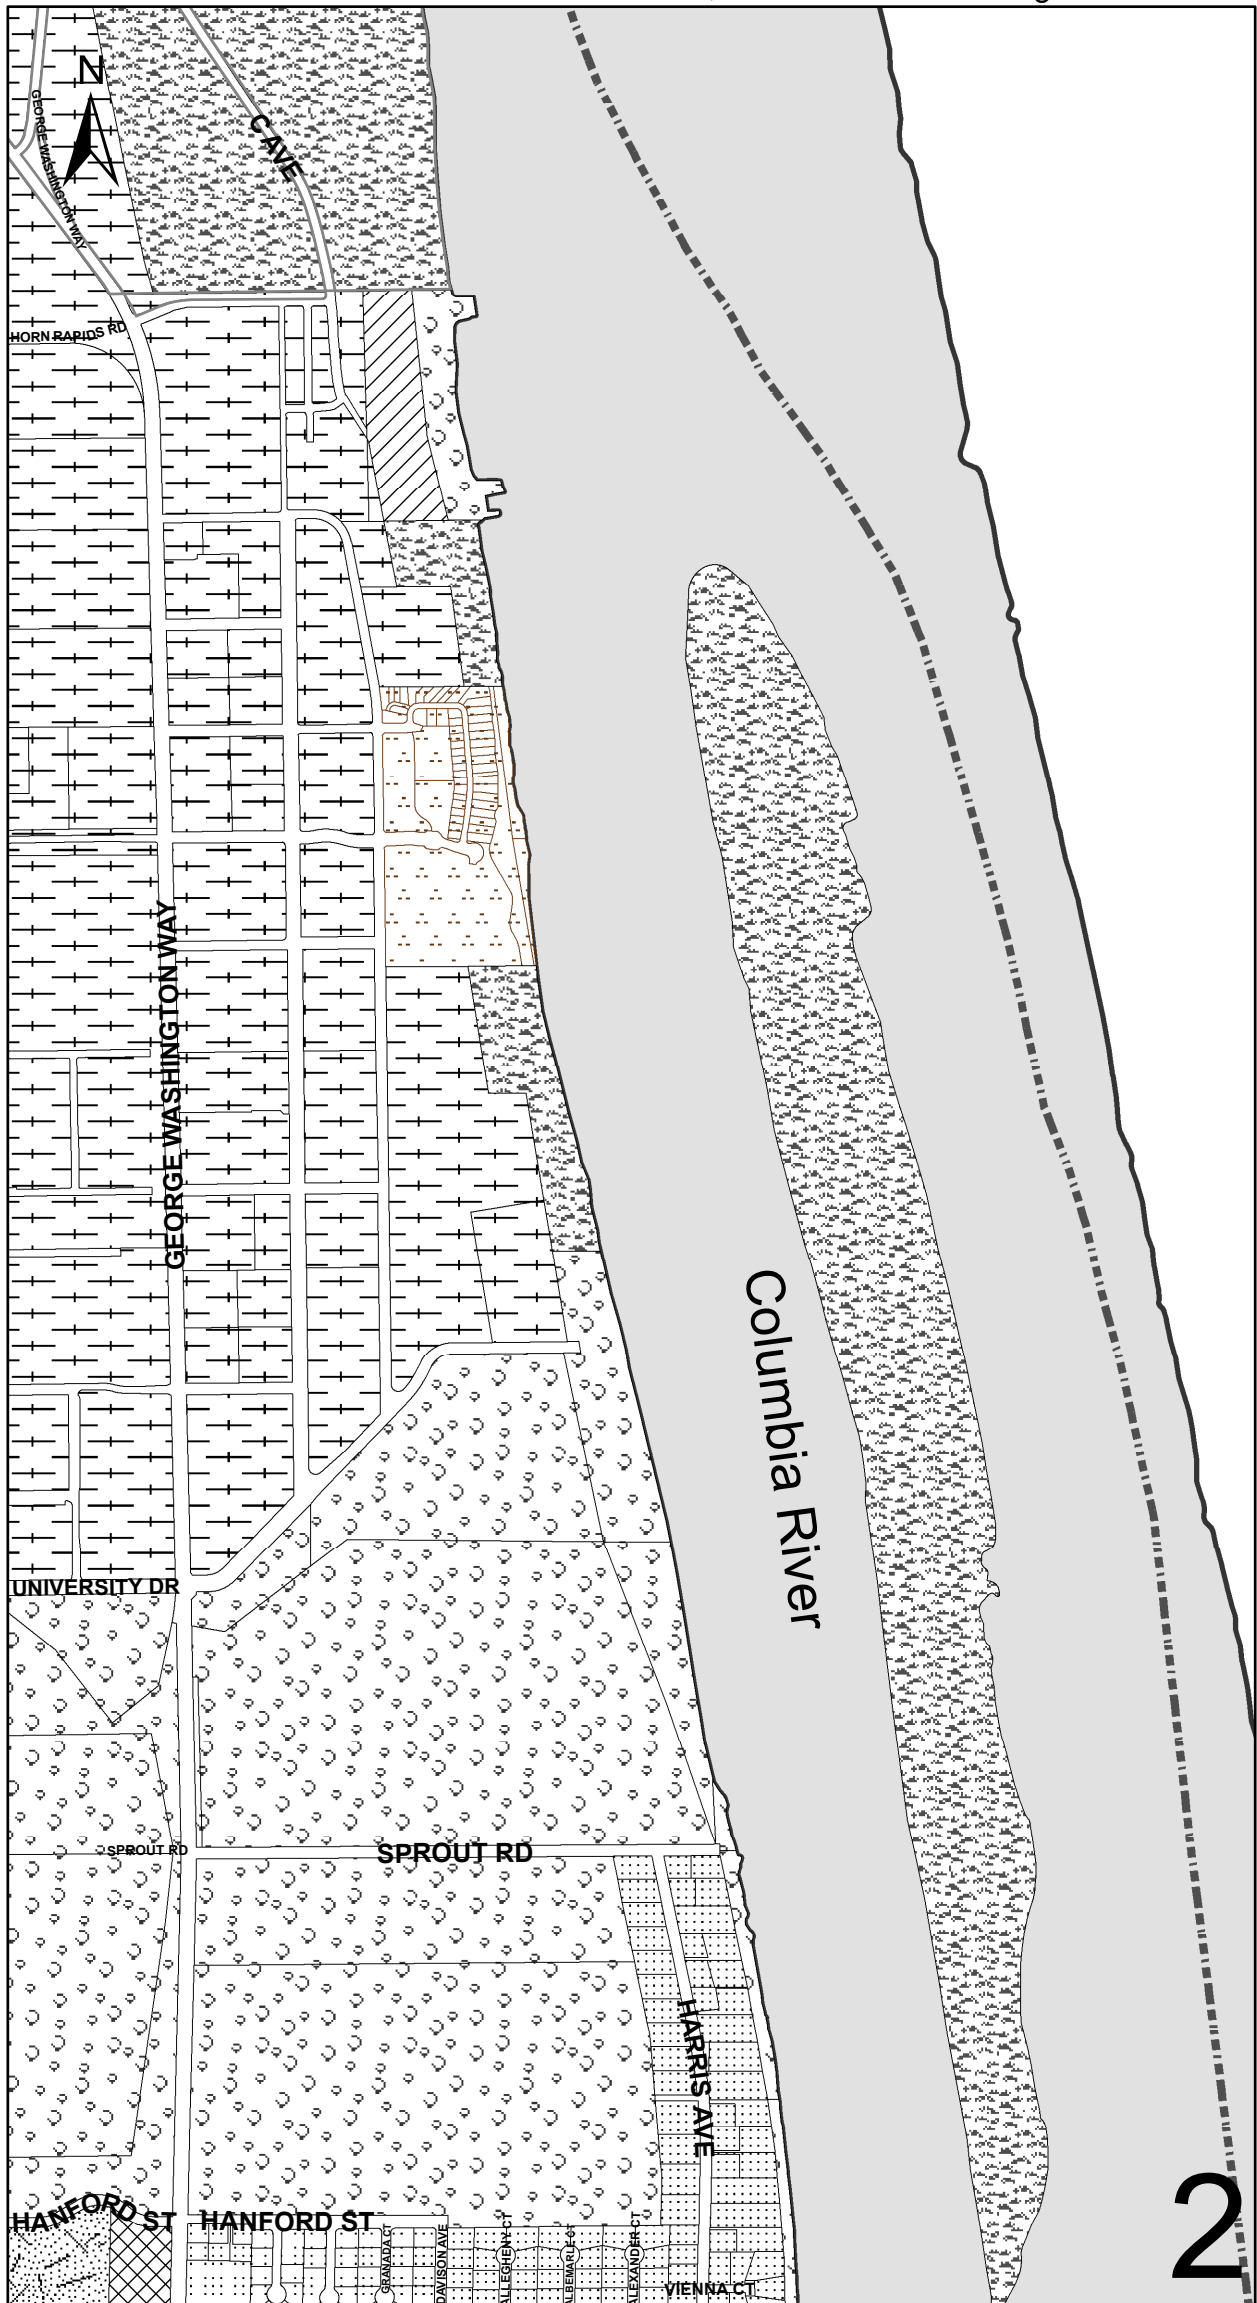 N
C AVE
GEORGE WASHINGTON WAY
HORN RAPIDS RD
GEORGE WASHINGTON WAY
Columbia River
UNIVERSITY DR
SPROUT RD
SPROUT RD
HARRIS AVE
HANFORD ST
HANFORD ST
GRANADA CT
DAVISON AVE
ALLEGHENY CT
ALBEMARLE CT
ALEXANDER CT
VIENNA CT
2